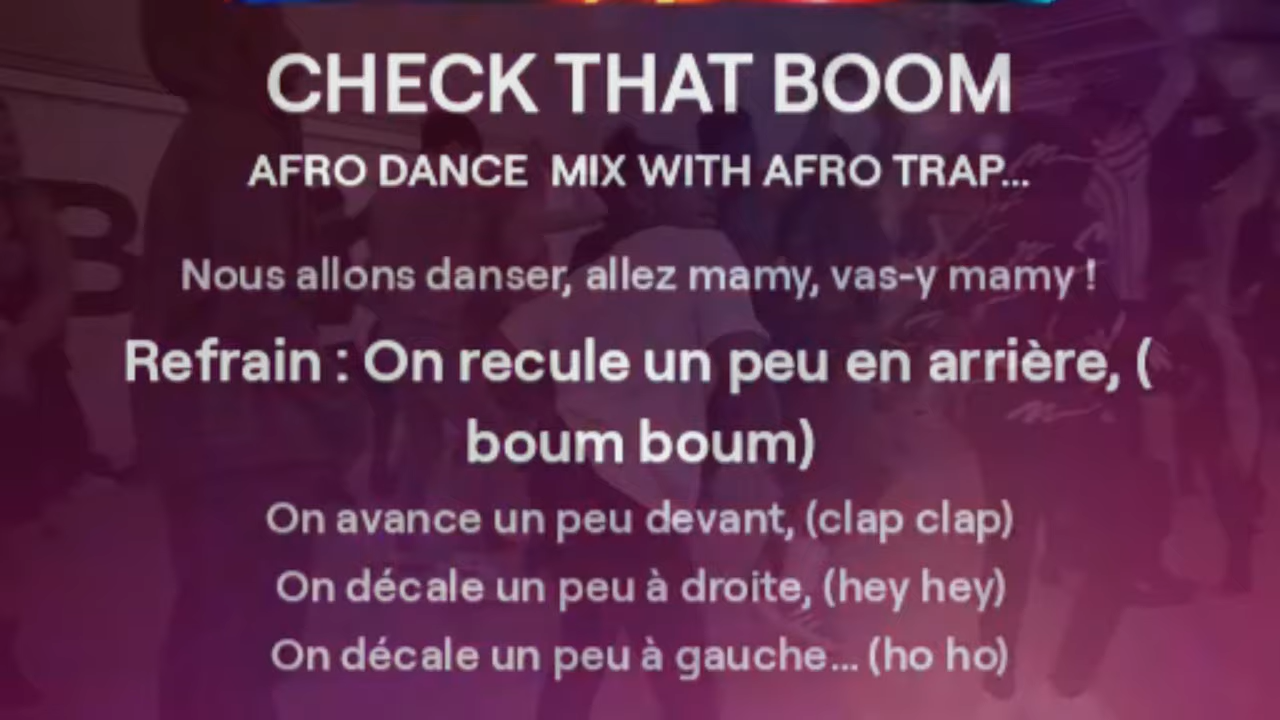 CHECK THAT BOOM
AFRO DANCE  MIX WITH AFRO TRAP...
Nous allons danser, allez mamy, vas-y mamy !
Refrain : On recule un peu en arrière, (
boum boum)
On avance un peu devant, (clap clap)
On décale un peu à droite, (hey hey)
On décale un peu à gauche... (ho ho)